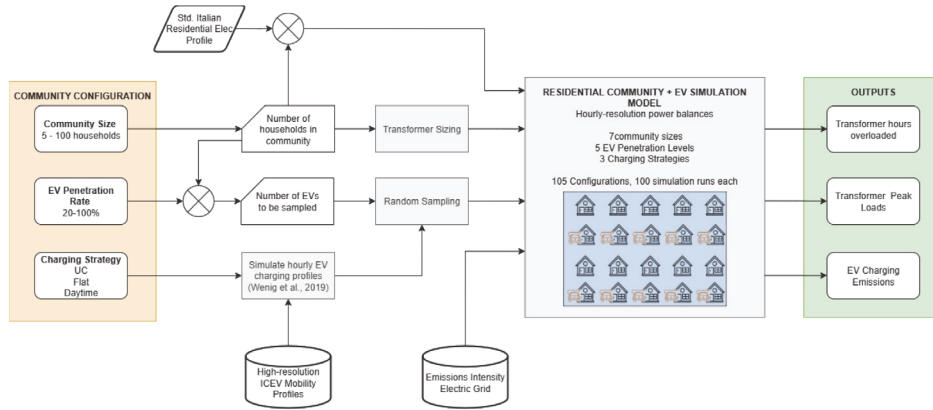 Std. Italian
Residential Elec
Profile
COMMUNITY CONFIGURATION
Community Size
5 - 100 households
Number of
households in
community
Transformer Sizing
EV Penetration
Rate
20-100%
Number of EVs
to be sampled
Random Sampling
Charging Strategy
UC
Flat
Daytime
Simulate hourly EV
charging profiles
(Wenig et al., 2019)
High-resolution
ICEV Mobility
Profiles
Emissions Intensity
Electric Grid
RESIDENTIAL COMMUNITY + EV SIMULATION
MODEL
Hourly-resolution power balances
7community sizes
5 EV Penetration Levels
3 Charging Strategies
105 Configurations, 100 simulation runs each
OUTPUTS
Transformer hours
overloaded
Transformer Peak
Loads
EV Charging
Emissions